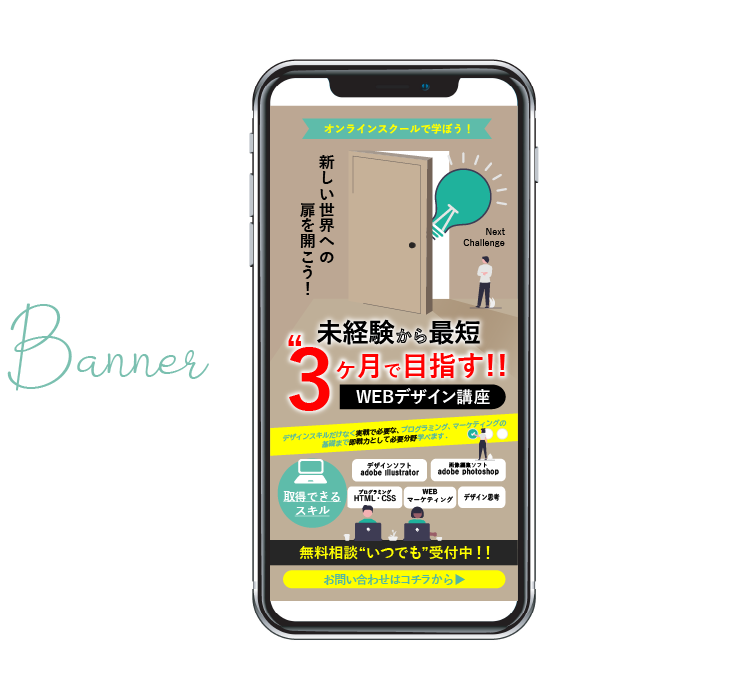 Banner
オンラインスクールで学ぼう！
新しい世界への
扉を開こう！
Next
Challenge
未経験から最短
“3ヶ月で目指す!!
WEBデザイン講座
デザインスキルだけなく実戦で必要な、プログラミング、マーケティングの
基礎まで即戦力として必要分野学べます。
取得できる
スキル
デザインソフト
adobe illustrator
画像編集ソフト
adobe photoshop
プログラミング
HTML・CSS
WEB
マーケティング
デザイン思考
無料相談“いつでも”受付中！！
お問い合わせはコチラから▶